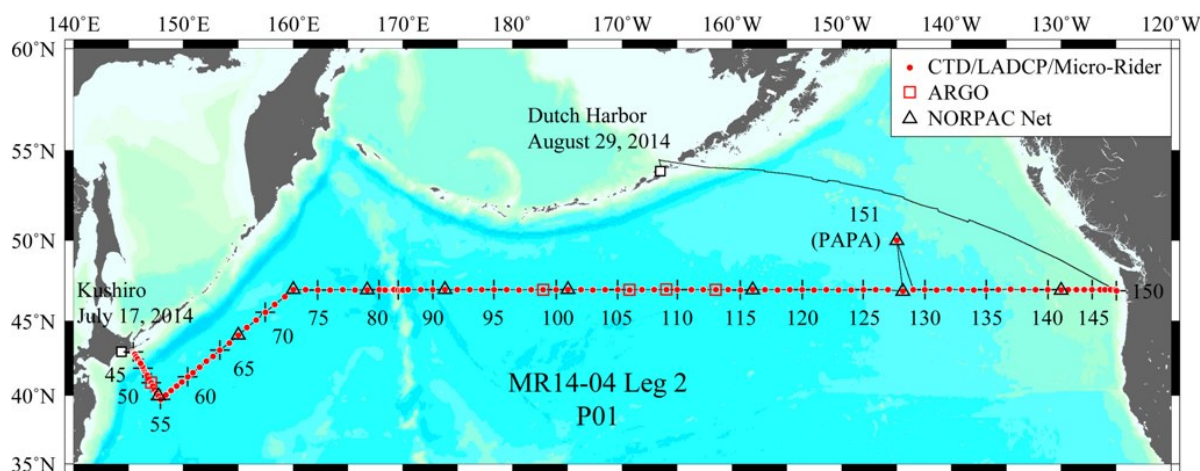 140°E 150°E 160°E 170°E 180°W -170°W -160°W -150°W -140°W -130°W 120°W
60°N
55°N
50°N
45°N
40°N
35°N
CTD/LADCP/Micro-Rider
ARGO
NORPAC Net
Dutch Harbor
August 29, 2014
151
(PAPA)
Kushiro
July 17, 2014
45
50
55
60
65
70
75 80 90 95 100 105 110 115 120 125 130 135 140 145 150
MR14-04 Leg 2
P01